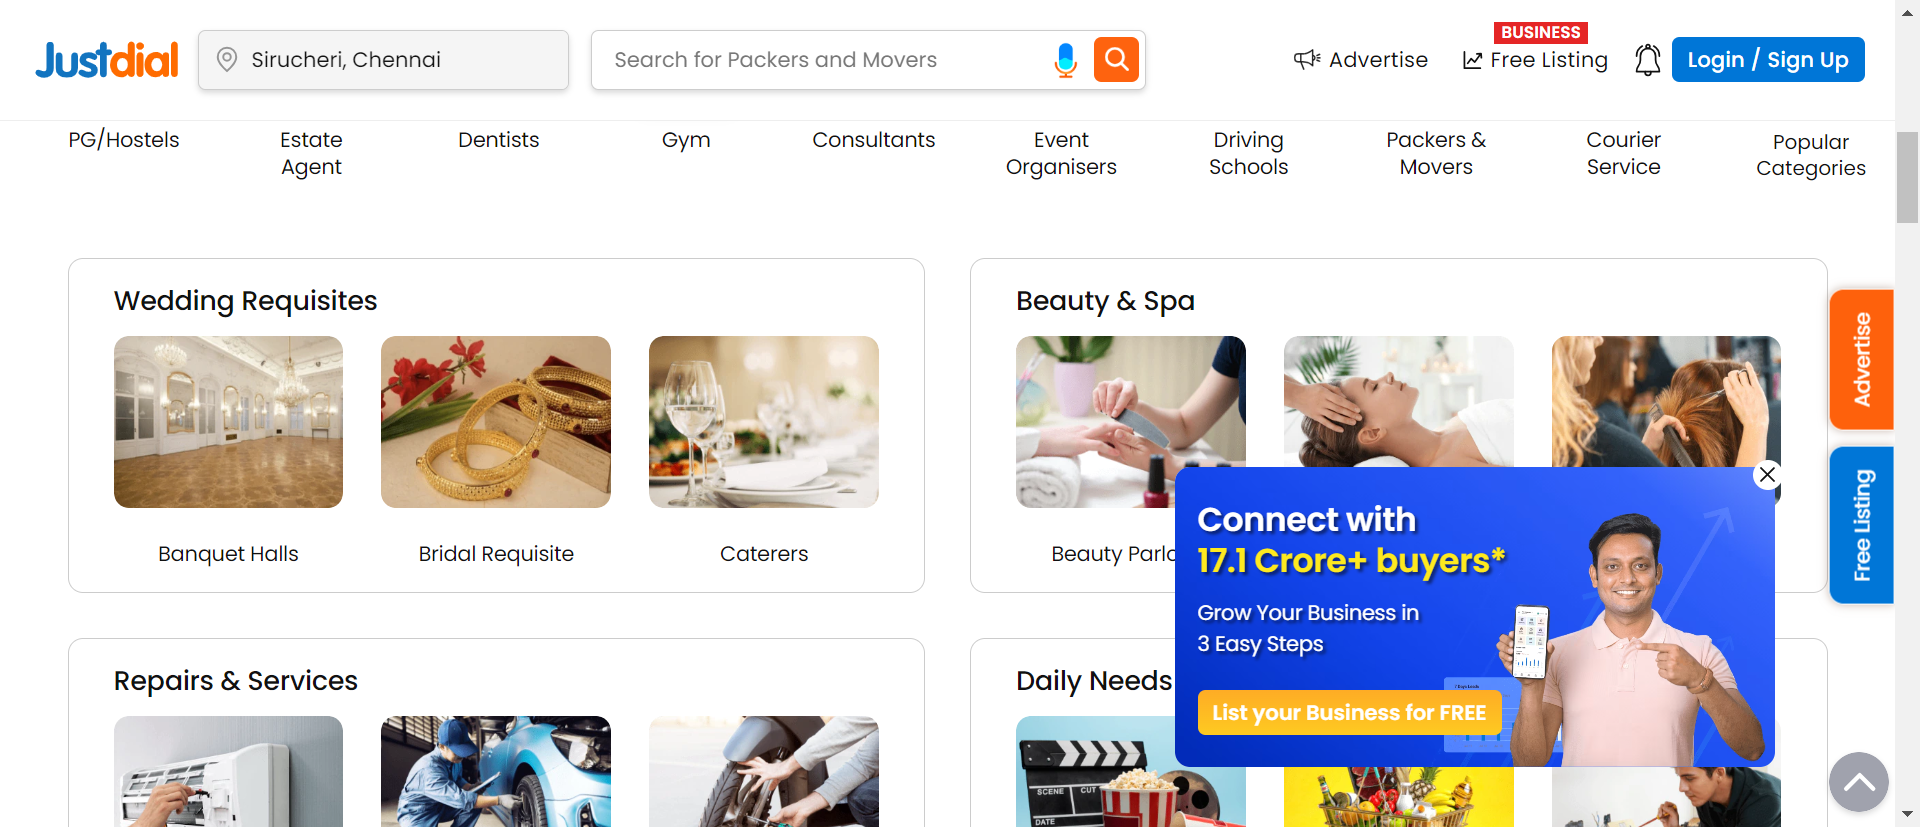 Justdial
Sirucheri, Chennai
Search for Packers and Movers
Advertise
BUSINESS
Free Listing
Login / Sign Up
PG/Hostels
Estate
Agent
Dentists
Gym
Consultants
Event
Organisers
Driving
Schools
Packers &
Movers
Courier
Service
Popular
Categories
Wedding Requisites
Banquet Halls
Bridal Requisite
Caterers
Beauty & Spa
Beauty Parlo
Advertise
Free Listing
Connect with
17.1 Crore+ buyers*
Grow Your Business in
3 Easy Steps
List your Business for FREE
Repairs & Services
Daily Needs
SCENE
CUT
DATE